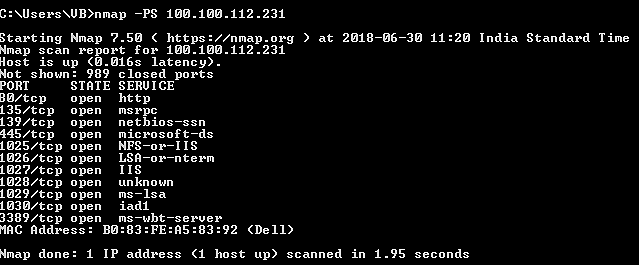 C:\Users\VB>nmap -PS 100.100.112.231
Starting Nmap 7.50 ( https://nmap.org ) at 2018-06-30 11:20 India Standard Time
Nmap scan report for 100.100.112.231
Host is up (0.016s latency).
Not shown: 989 closed ports
PORT     STATE SERVICE
80/tcp   open  http
135/tcp  open  msrpc
139/tcp  open  netbios-ssn
445/tcp  open  microsoft-ds
1025/tcp open  NFS-or-IIS
1026/tcp open  LSA-or-nterm
1027/tcp open  IIS
1028/tcp open  unknown
1029/tcp open  ms-lsa
1030/tcp open  iad1
3389/tcp open  ms-wbt-server
MAC Address: B0:83:FE:A5:83:92 (Dell)
Nmap done: 1 IP address (1 host up) scanned in 1.95 seconds